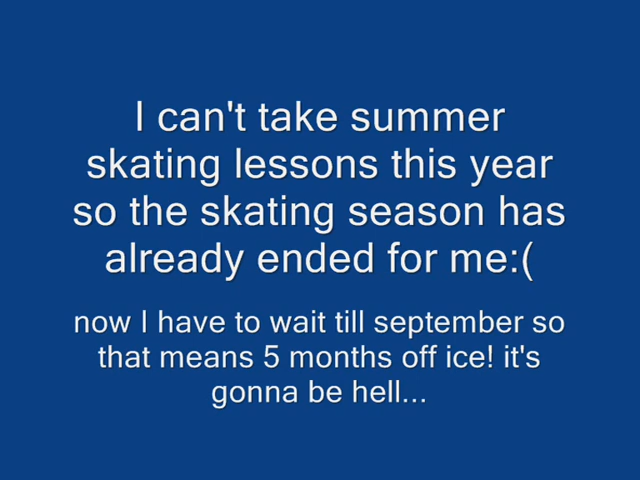 I can't take summer
skating lessons this year
so the skating season has
already ended for me:(
now I have to wait till september so
that means 5 months off ice! it's
gonna be hell...